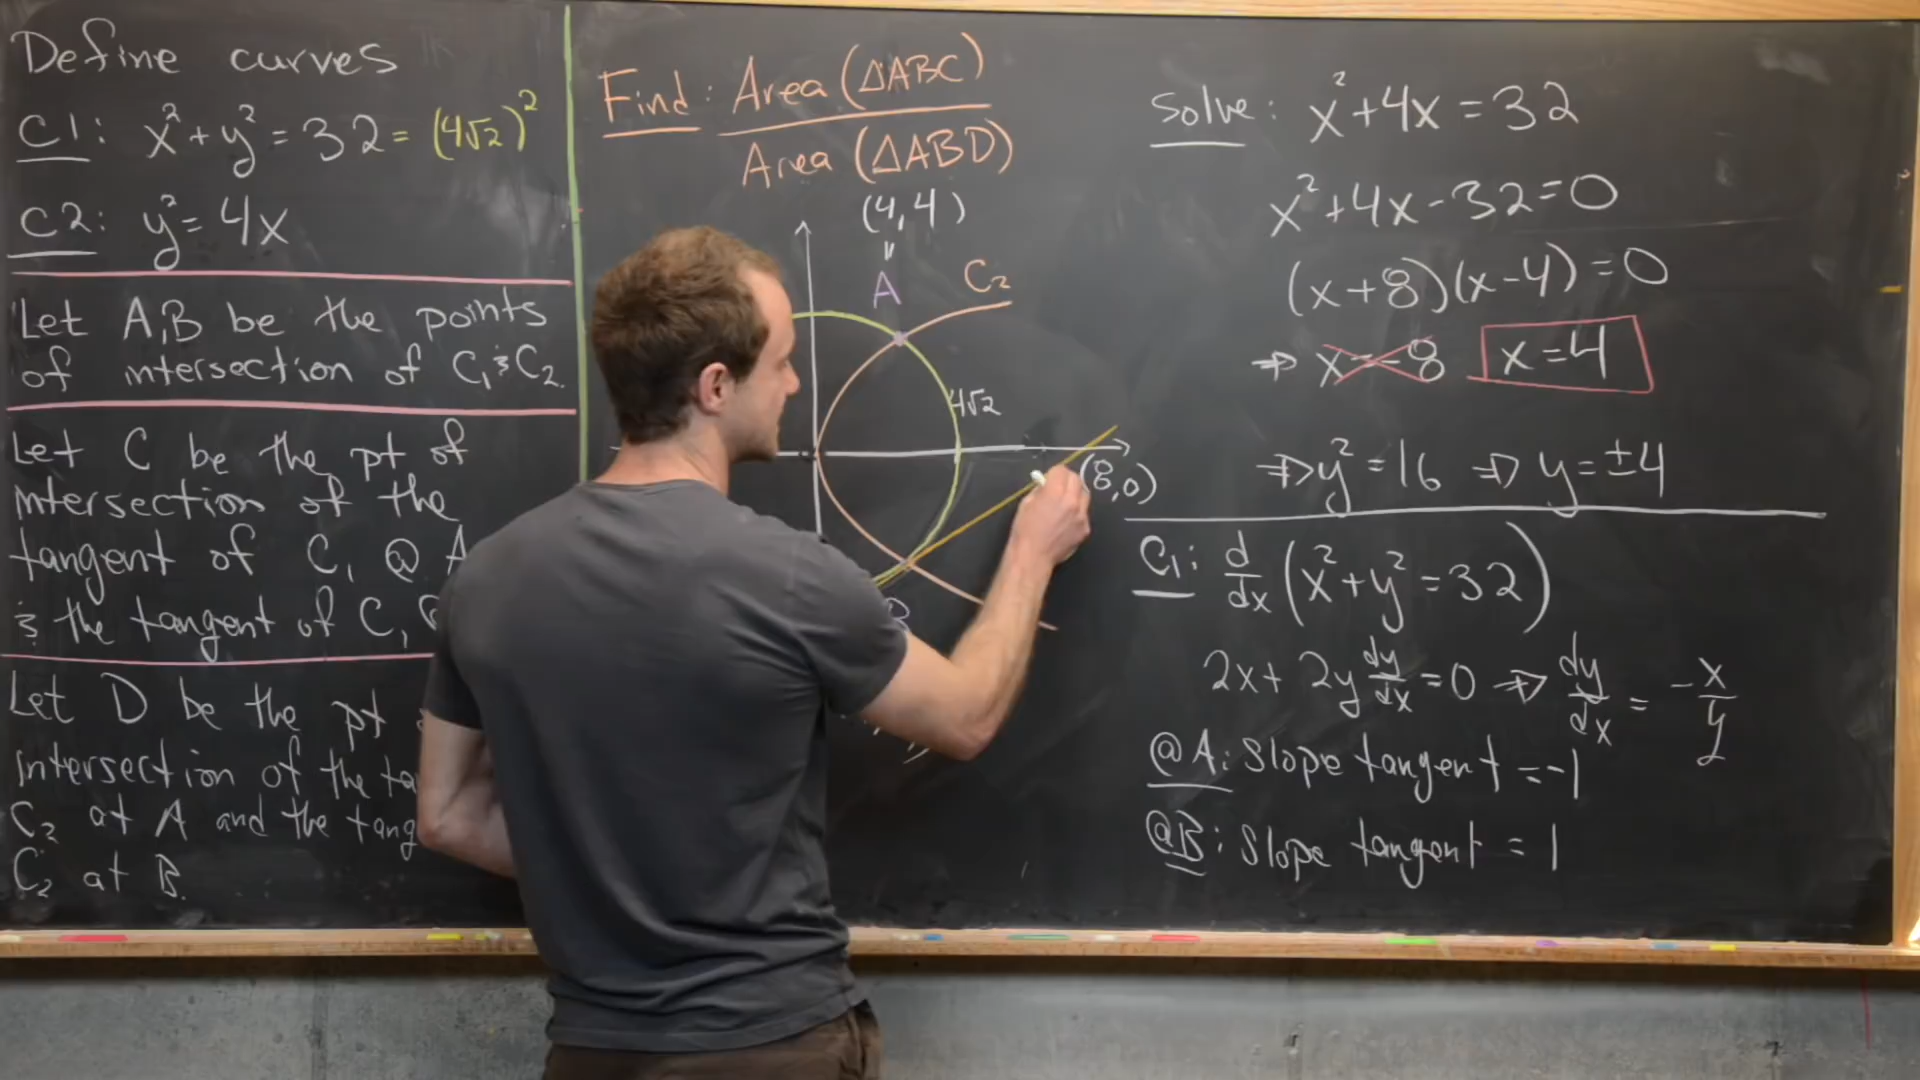 Define curves
C1: x² + y² = 32 = (4√2)²
C2: y² = 4x
Let A,B be the points
of intersection of C₁ & C₂.
Let C be the pt of
intersection of the
tangent of C₁ @ A
& the tangent of C₁
Let D be the pt
intersection of the
C₂ at A and the
C₂ at B.
Find: Area (△ABC)
Area (△ABD)
(4,4)
A
C₂
4√2
(8,0)
Solve: x² + 4x = 32
x² + 4x - 32 = 0
(x+8)(x-4) = 0
⇒ x = -8 x = 4
⇒ y² = 16 ⇒ y = ±4
C₁: d/dx (x² + y² = 32)
2x + 2y dy/dx = 0 ⇒ dy/dx = -x/y
@A: Slope tangent = -1
@B: Slope tangent = 1